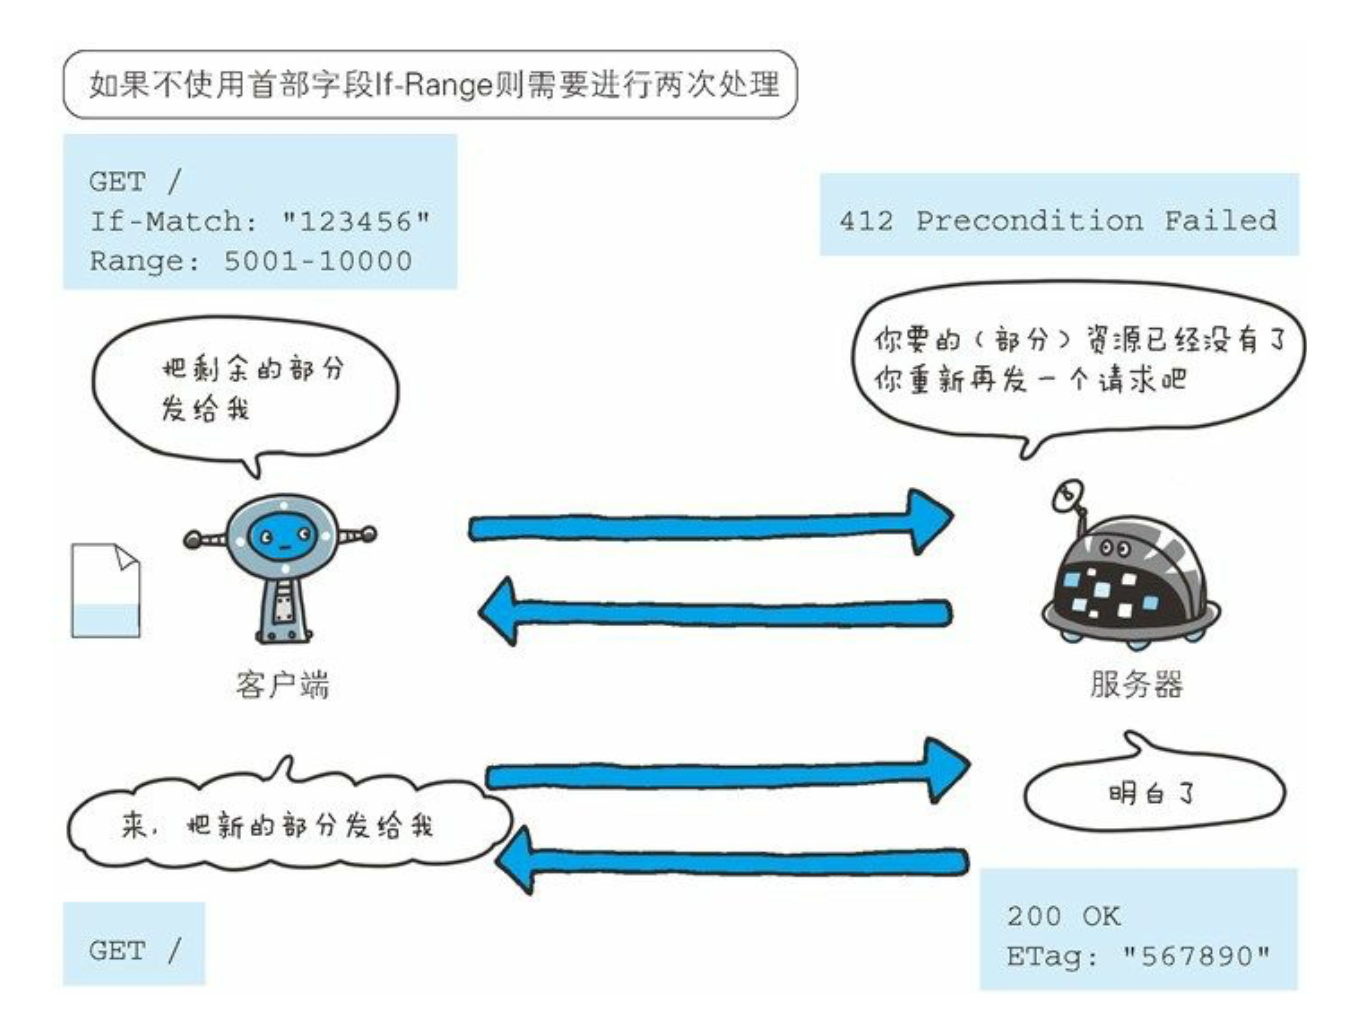 如果不使用首部字段If-Range则需要进行两次处理
GET /
If-Match: "123456"
Range: 5001-10000
412 Precondition Failed
把剩余的部分
发给我
你要的(部分)资源已经没有了
你重新再发一个请求吧
客户端
服务器
来,把新的部分发给我
明白了
GET /
200 OK
ETag: "567890"